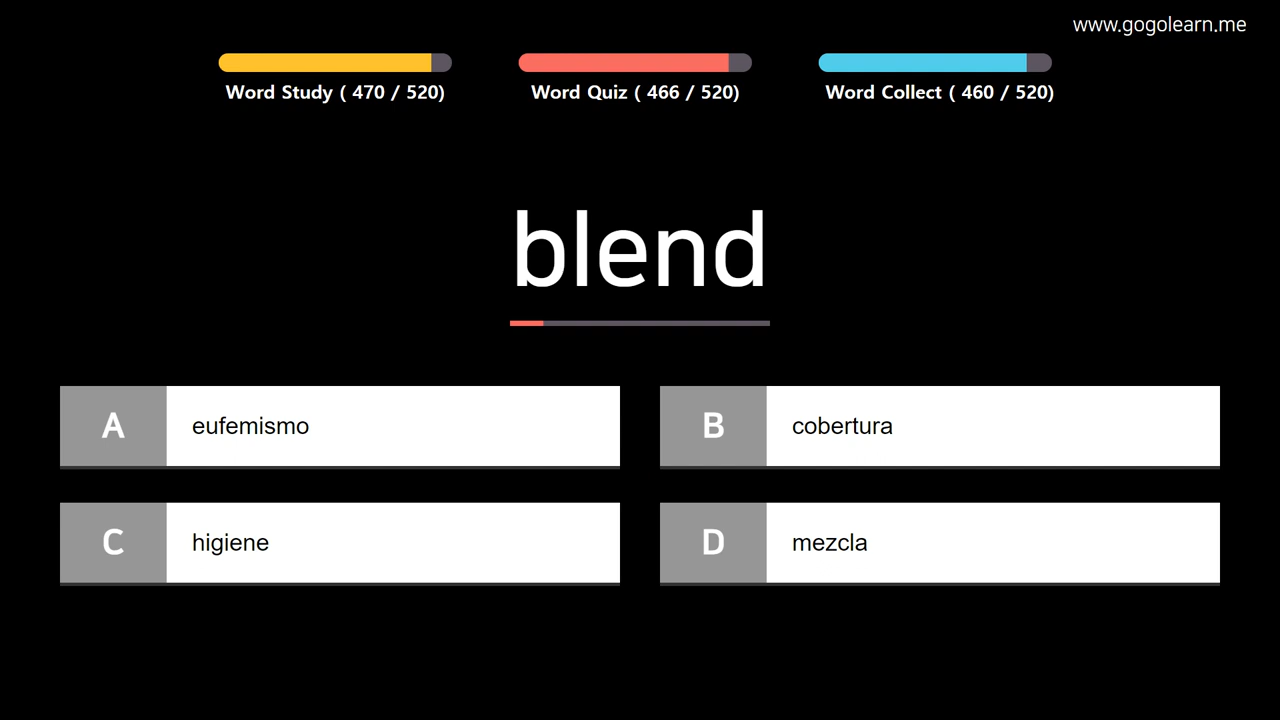 www.gogolearn.me
Word Study ( 470 / 520)
Word Quiz ( 466 / 520)
Word Collect ( 460 / 520)
blend
A eufemismo
B cobertura
C higiene
D mezcla